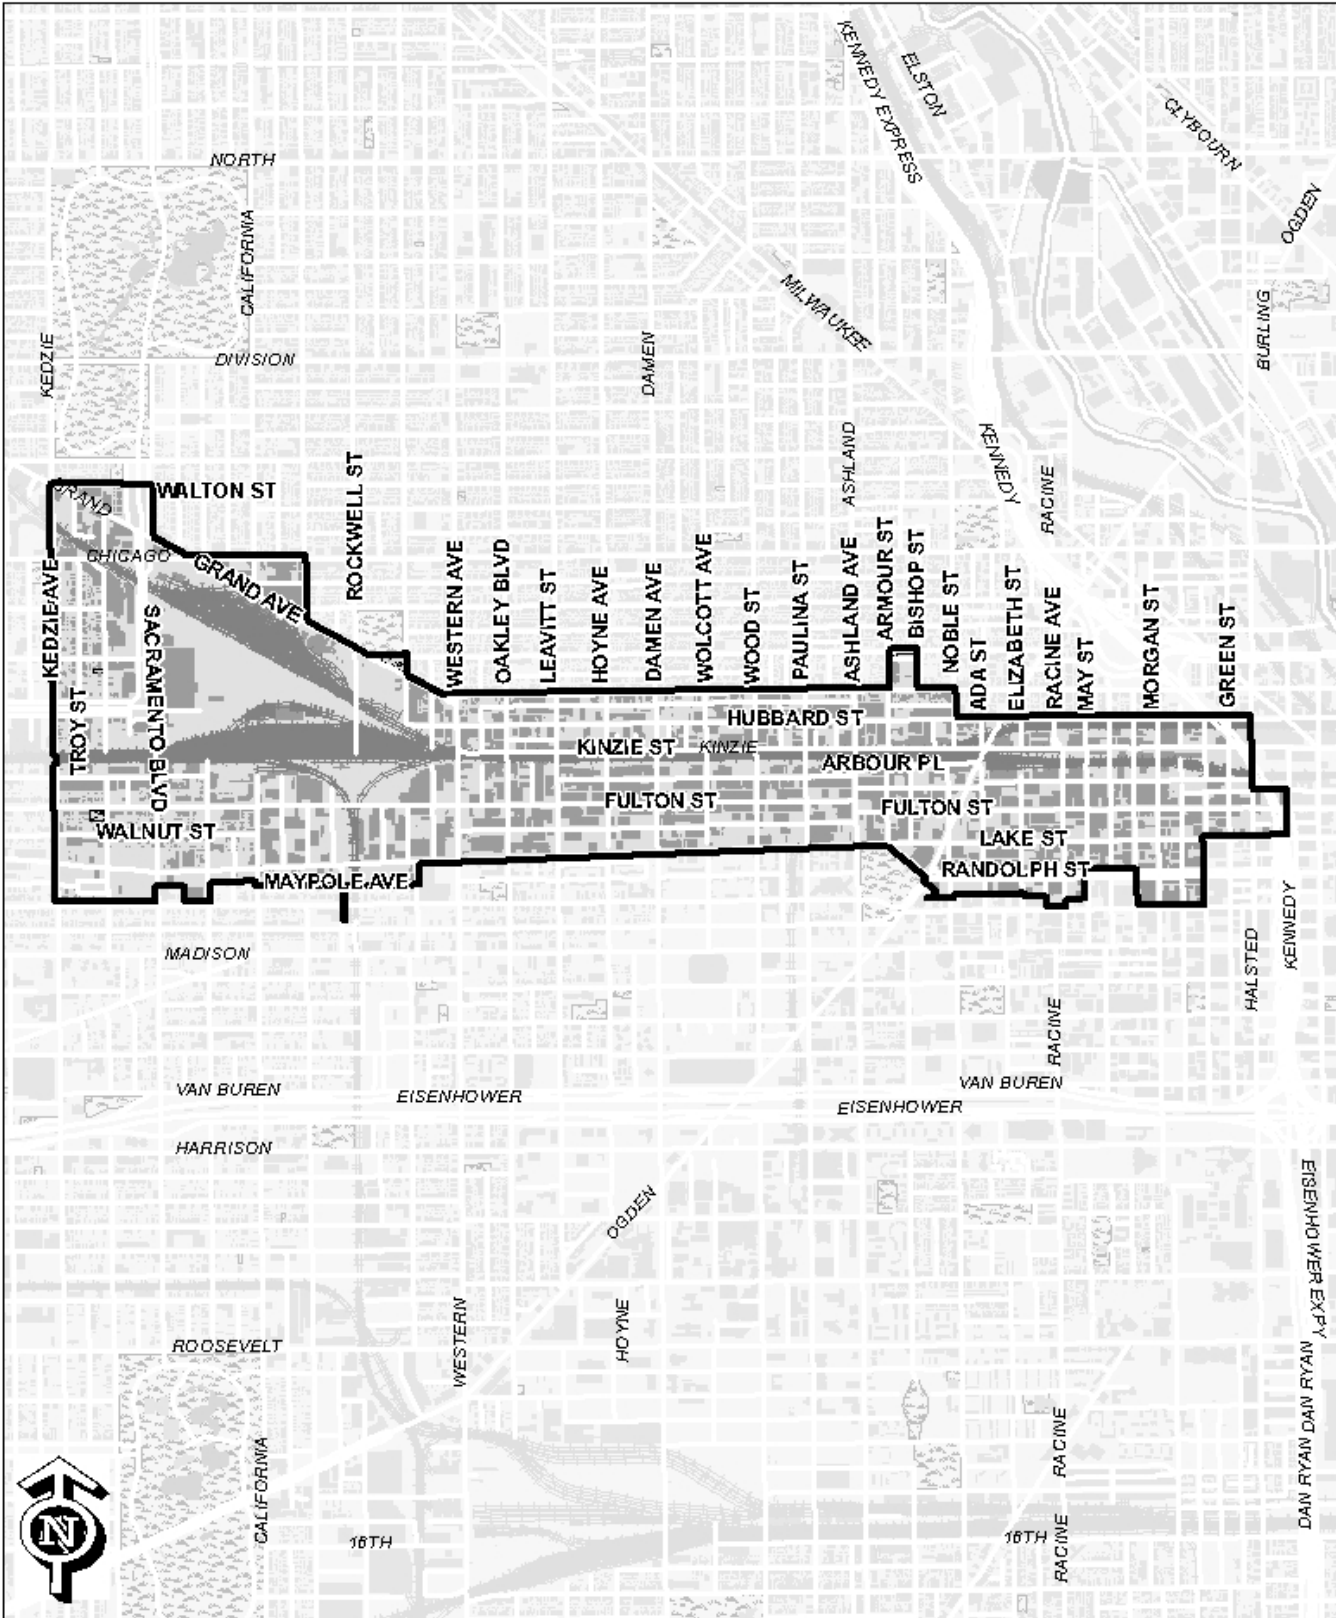 KENNEDY EXPRESS
ELSTON
CLYBOURN
NORTH
OGDEN
CALIFORNIA
MILWAUKEE
BURLING
KEDZIE
DIVISION
DAMEN
ASHLAND
KENNEDY
RACINE
WALTON ST
GRAND
ROCKWELL ST
CHICAGO
GRAND AVE
KEDZIE AVE
TROY ST
SACRAMENTO BLVD
WESTERN AVE
OAKLEY BLVD
LEAVITT ST
HOYNE AVE
DAMEN AVE
WOLCOTT AVE
WOOD ST
PAULINA ST
ASHLAND AVE
ARMOUR ST
BISHOP ST
NOBLE ST
ADA ST
ELIZABETH ST
RACINE AVE
MAY ST
MORGAN ST
GREEN ST
HUBBARD ST
KINZIE ST
KINZIE
ARBOUR PL
FULTON ST
FULTON ST
WALNUT ST
LAKE ST
RANDOLPH ST
MAYPOLE AVE
MADISON
HALSTED
KENNEDY
RACINE
VAN BUREN
EISENHOWER
VAN BUREN
EISENHOWER
HARRISON
OGDEN
EISENHOWER EXPY
WESTERN
HOYNE
ROOSEVELT
DAN RYAN DAN RYAN
RACINE
CALIFORNIA
N
16TH
16TH
RACINE